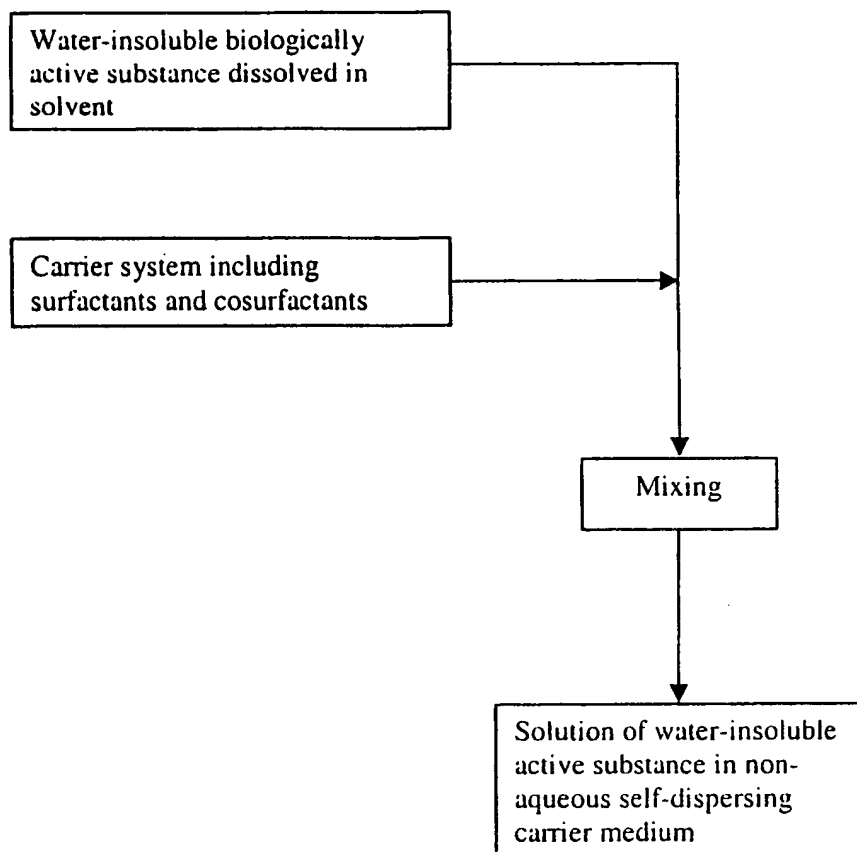 Water-insoluble biologically
active substance dissolved in
solvent
Carrier system including
surfactants and cosurfactants
Mixing
Solution of water-insoluble
active substance in non-
aqueous self-dispersing
carrier medium